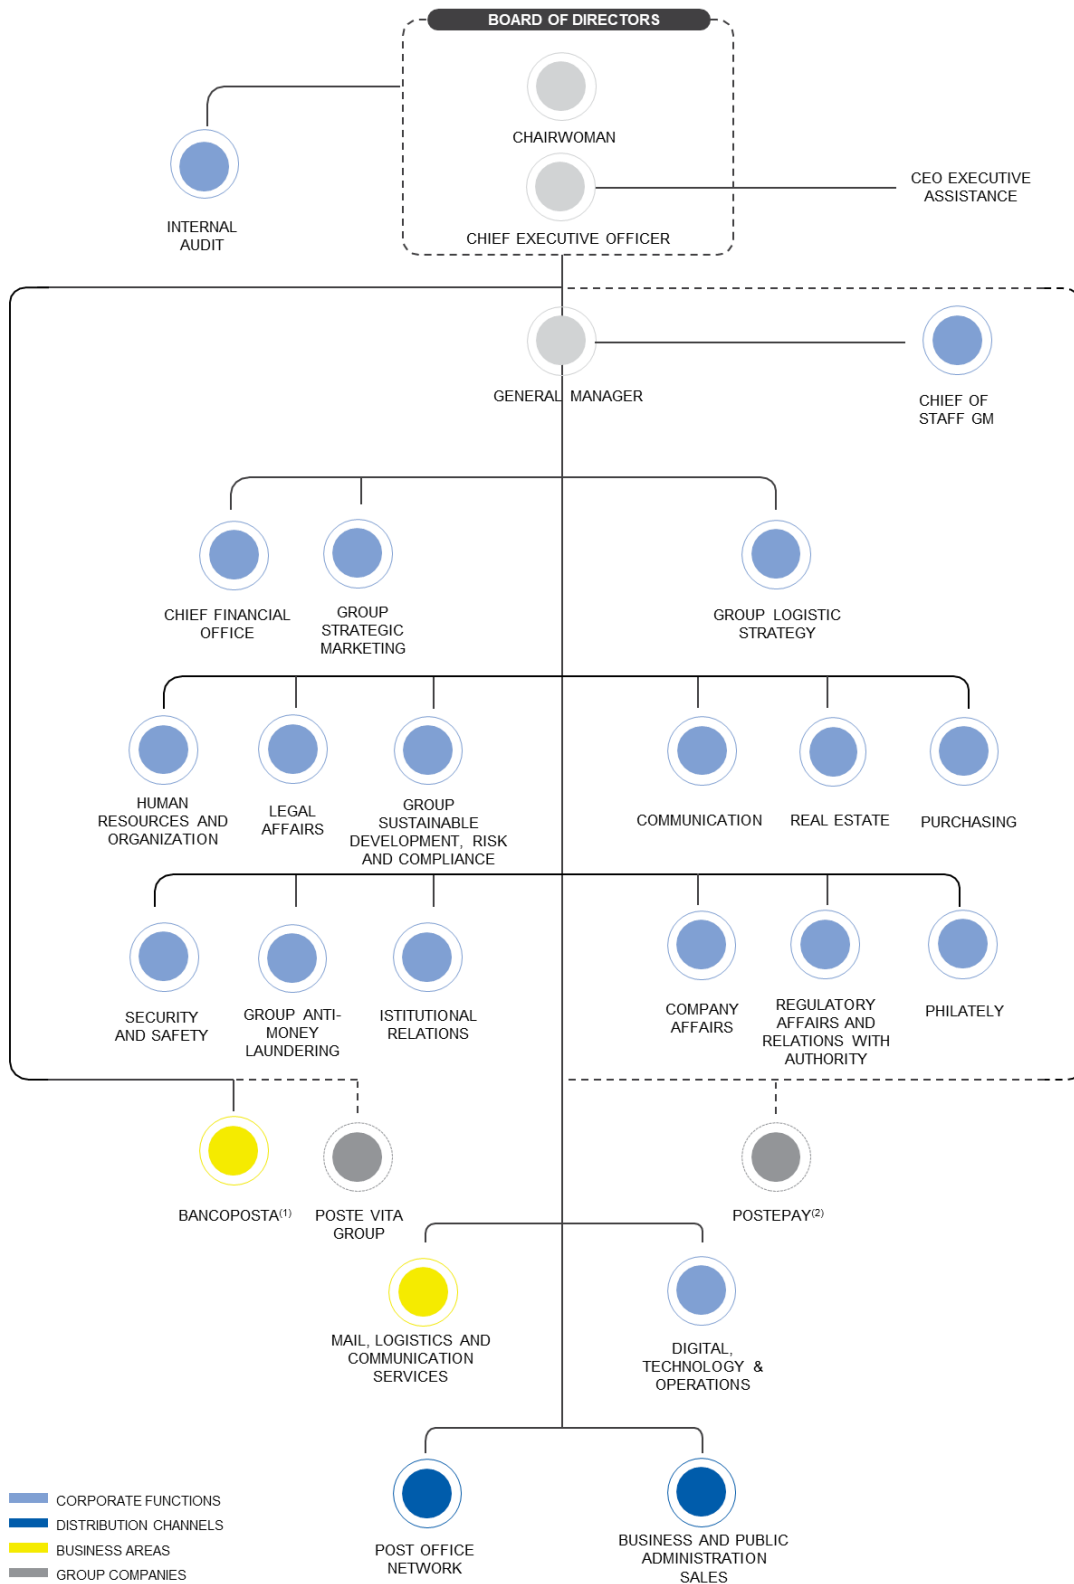 BOARD OF DIRECTORS
CHAIRWOMAN
CHIEF EXECUTIVE OFFICER
CEO EXECUTIVE
ASSISTANCE
INTERNAL
AUDIT
GENERAL MANAGER
CHIEF OF
STAFF GM
CHIEF FINANCIAL
OFFICE
GROUP
STRATEGIC
MARKETING
GROUP LOGISTIC
STRATEGY
HUMAN
RESOURCES AND
ORGANIZATION
LEGAL
AFFAIRS
GROUP
SUSTAINABLE
DEVELOPMENT, RISK
AND COMPLIANCE
COMMUNICATION
REAL ESTATE
PURCHASING
SECURITY
AND SAFETY
GROUP ANTI-
MONEY
LAUNDERING
ISTITUTIONAL
RELATIONS
COMPANY
AFFAIRS
REGULATORY
AFFAIRS AND
RELATIONS WITH
AUTHORITY
PHILATELY
BANCOPOSTA(1)
POSTE VITA
GROUP
POSTEPAY(2)
MAIL, LOGISTICS AND
COMMUNICATION
SERVICES
DIGITAL,
TECHNOLOGY &
OPERATIONS
POST OFFICE
NETWORK
BUSINESS AND PUBLIC
ADMINISTRATION
SALES
CORPORATE FUNCTIONS
DISTRIBUTION CHANNELS
BUSINESS AREAS
GROUP COMPANIES